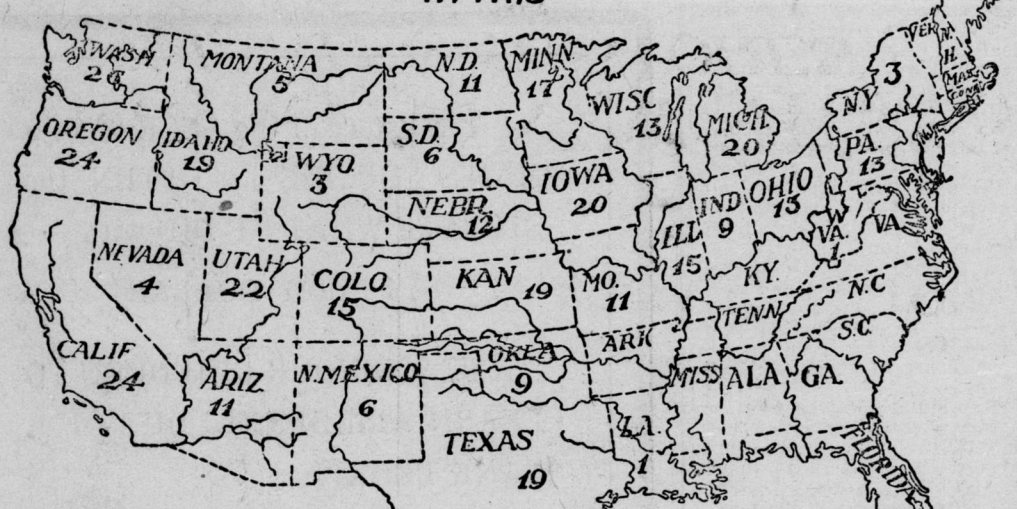 WASH
MONTANA
5
N.D.
11
MINN.
17
WISC
13
MICH.
20
VER.
N.
H.
MAS.
CONN.
N.Y
3
OREGON
24
IDAHO
19
WYO.
3
S.D.
6
IOWA
20
PA.
13
NEBR.
12
ILL
15
IND
9
OHIO
W.
VA.
1
VA.
NEVADA
4
UTAH
22
COLO.
15
KAN
19
MO.
11
KY.
CALIF
24
ARIZ
11
N.MEXICO
6
OKLA
9
ARK
TENN.
N.C
S.C.
MISS
ALA
GA.
TEXAS
19
LA.
1
FLORIDA